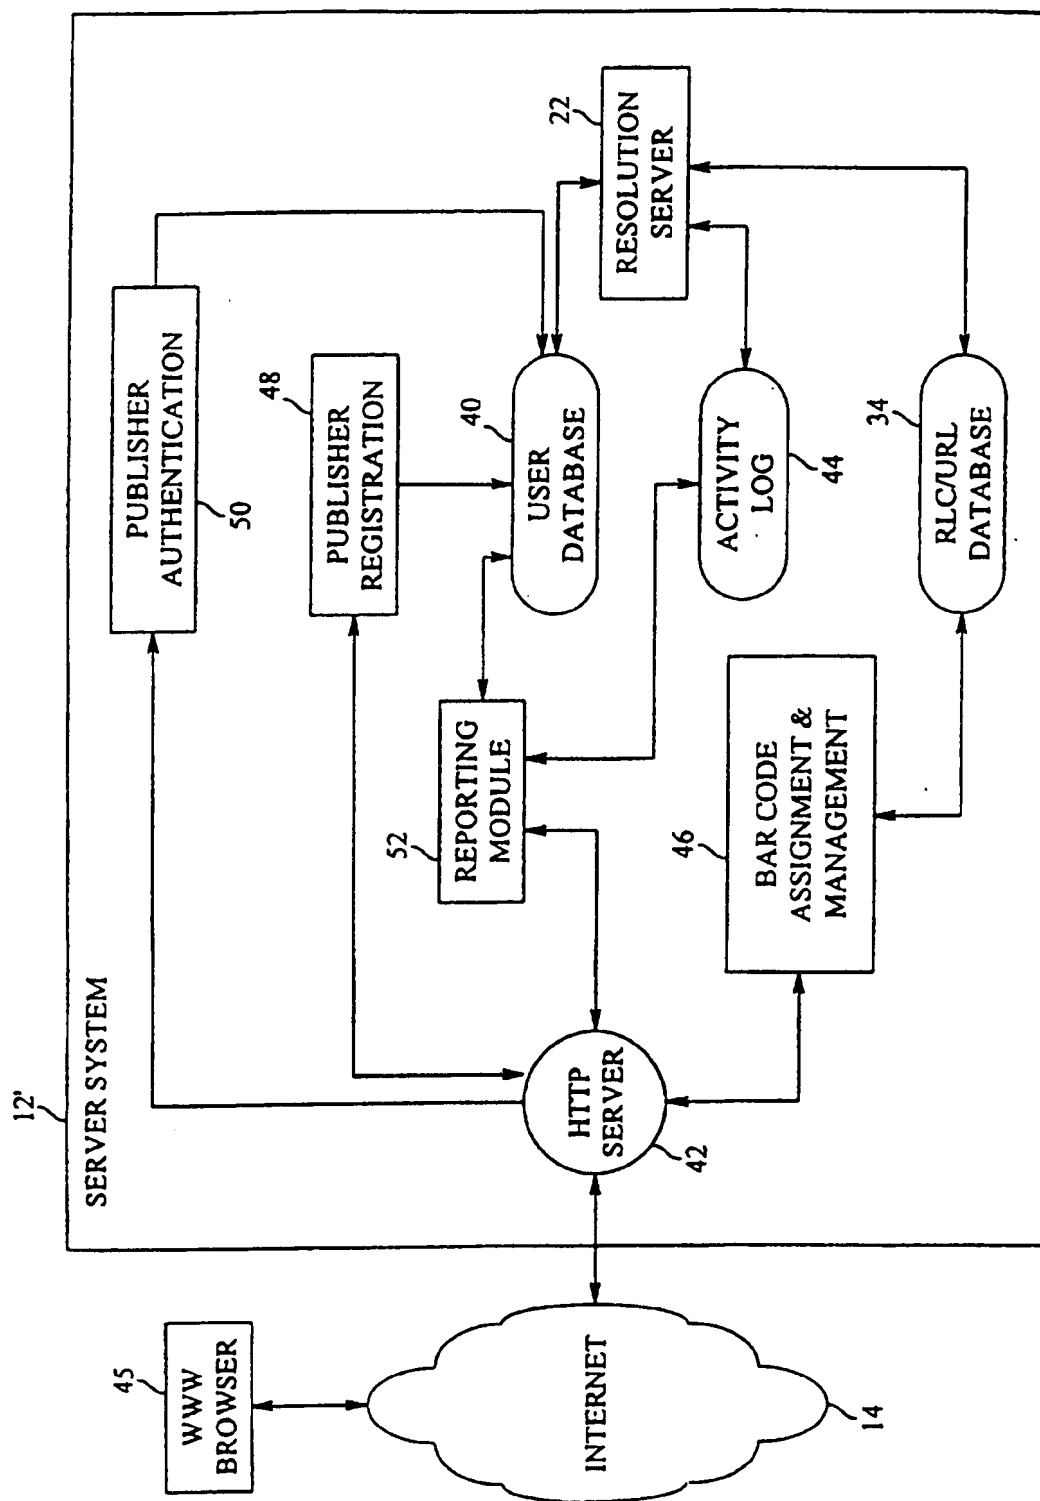 12'
SERVER SYSTEM
PUBLISHER
AUTHENTICATION
50
PUBLISHER
REGISTRATION
48
REPORTING
MODULE
52
USER
DATABASE
40
RESOLUTION
SERVER
22
ACTIVITY
LOG
44
RLC/URL
DATABASE
34
BAR CODE
ASSIGNMENT &
MANAGEMENT
46
HTTP
SERVER
42
WWW
BROWSER
45
INTERNET
14